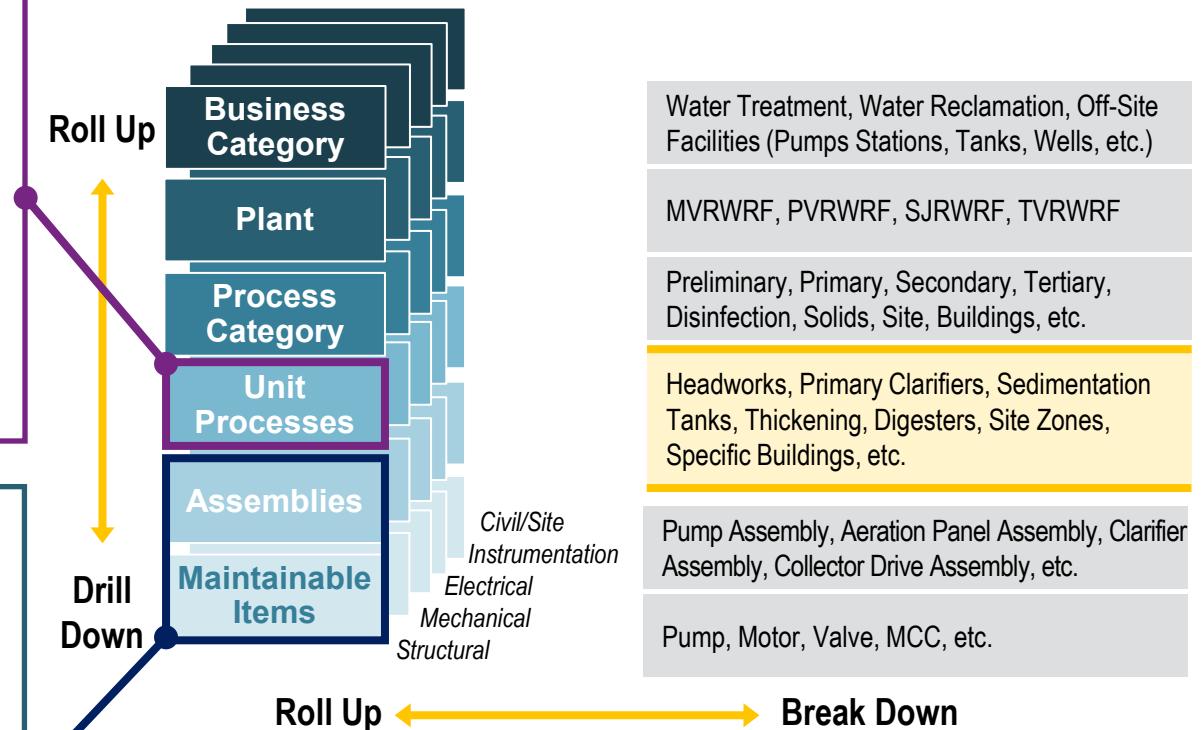 Roll Up
Business
Category
Water Treatment, Water Reclamation, Off-Site
Facilities (Pumps Stations, Tanks, Wells, etc.)
Plant
MVRWRF, PVRWRF, SJRWRF, TVRWRF
Process
Category
Preliminary, Primary, Secondary, Tertiary,
Disinfection, Solids, Site, Buildings, etc.
Unit
Processes
Headworks, Primary Clarifiers, Sedimentation
Tanks, Thickening, Digesters, Site Zones,
Specific Buildings, etc.
Assemblies
Pump Assembly, Aeration Panel Assembly, Clarifier
Assembly, Collector Drive Assembly, etc.
Drill
Down
Maintainable
Items
Pump, Motor, Valve, MCC, etc.
Civil/Site
Instrumentation
Electrical
Mechanical
Structural
Roll Up
Break Down